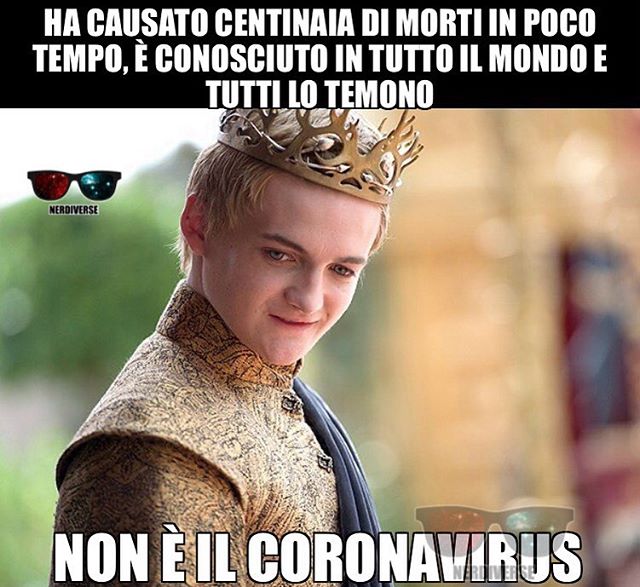 HA CAUSATO CENTINAIA DI MORTI IN POCO
TEMPO, È CONOSCIUTO IN TUTTO IL MONDO E
TUTTI LO TEMONO
NERDIVERSE
NON È IL CORONAVIRUS
NERDIVERSE